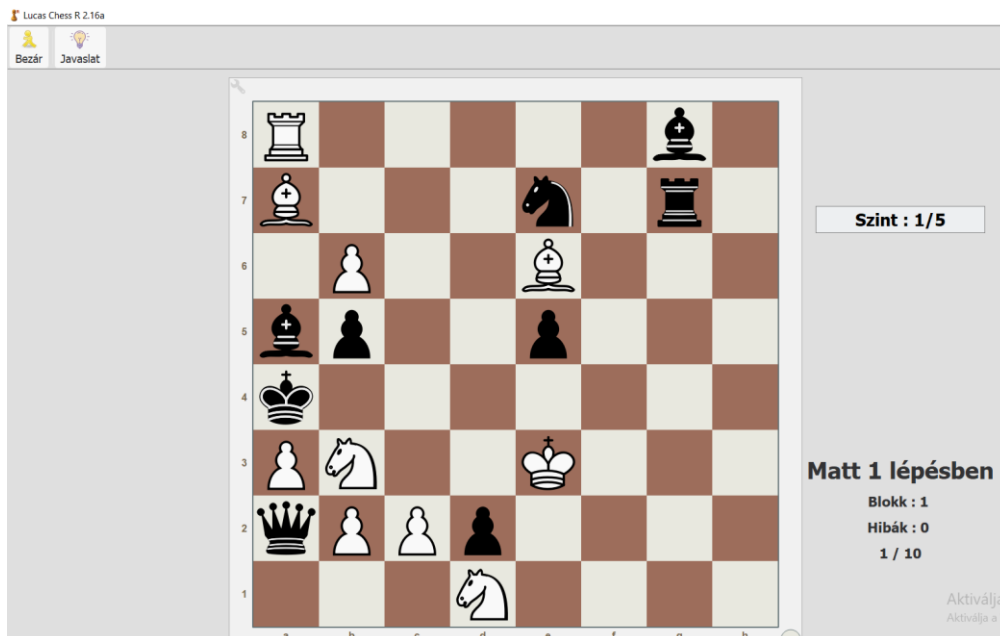 Lucas Chess R 2.16a
Bezár
Javaslat
8
7
6
5
4
3
2
1
Szint : 1/5
Matt 1 lépésben
Blokk : 1
Hibák : 0
1 / 10
Aktiválja
Aktiválja a